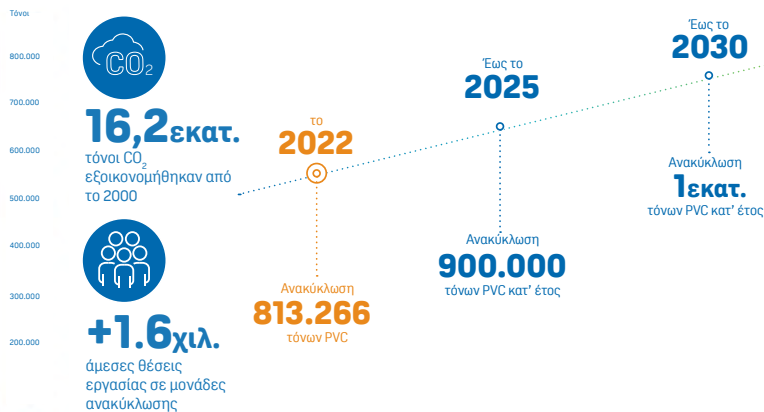 Τόνοι
800.000
700.000
600.000
500.000
400.000
300.000
200.000
CO2
16,2εκατ.
τόνοι CO2
εξοικονομήθηκαν από
το 2000
+1.6χιλ.
άμεσες θέσεις
εργασίας σε μονάδες
ανακύκλωσης
το
2022
Ανακύκλωση
813.266
τόνων PVC
Έως το
2025
Ανακύκλωση
900.000
τόνων PVC κατ’ έτος
Έως το
2030
Ανακύκλωση
1εκατ.
τόνων PVC κατ’ έτος